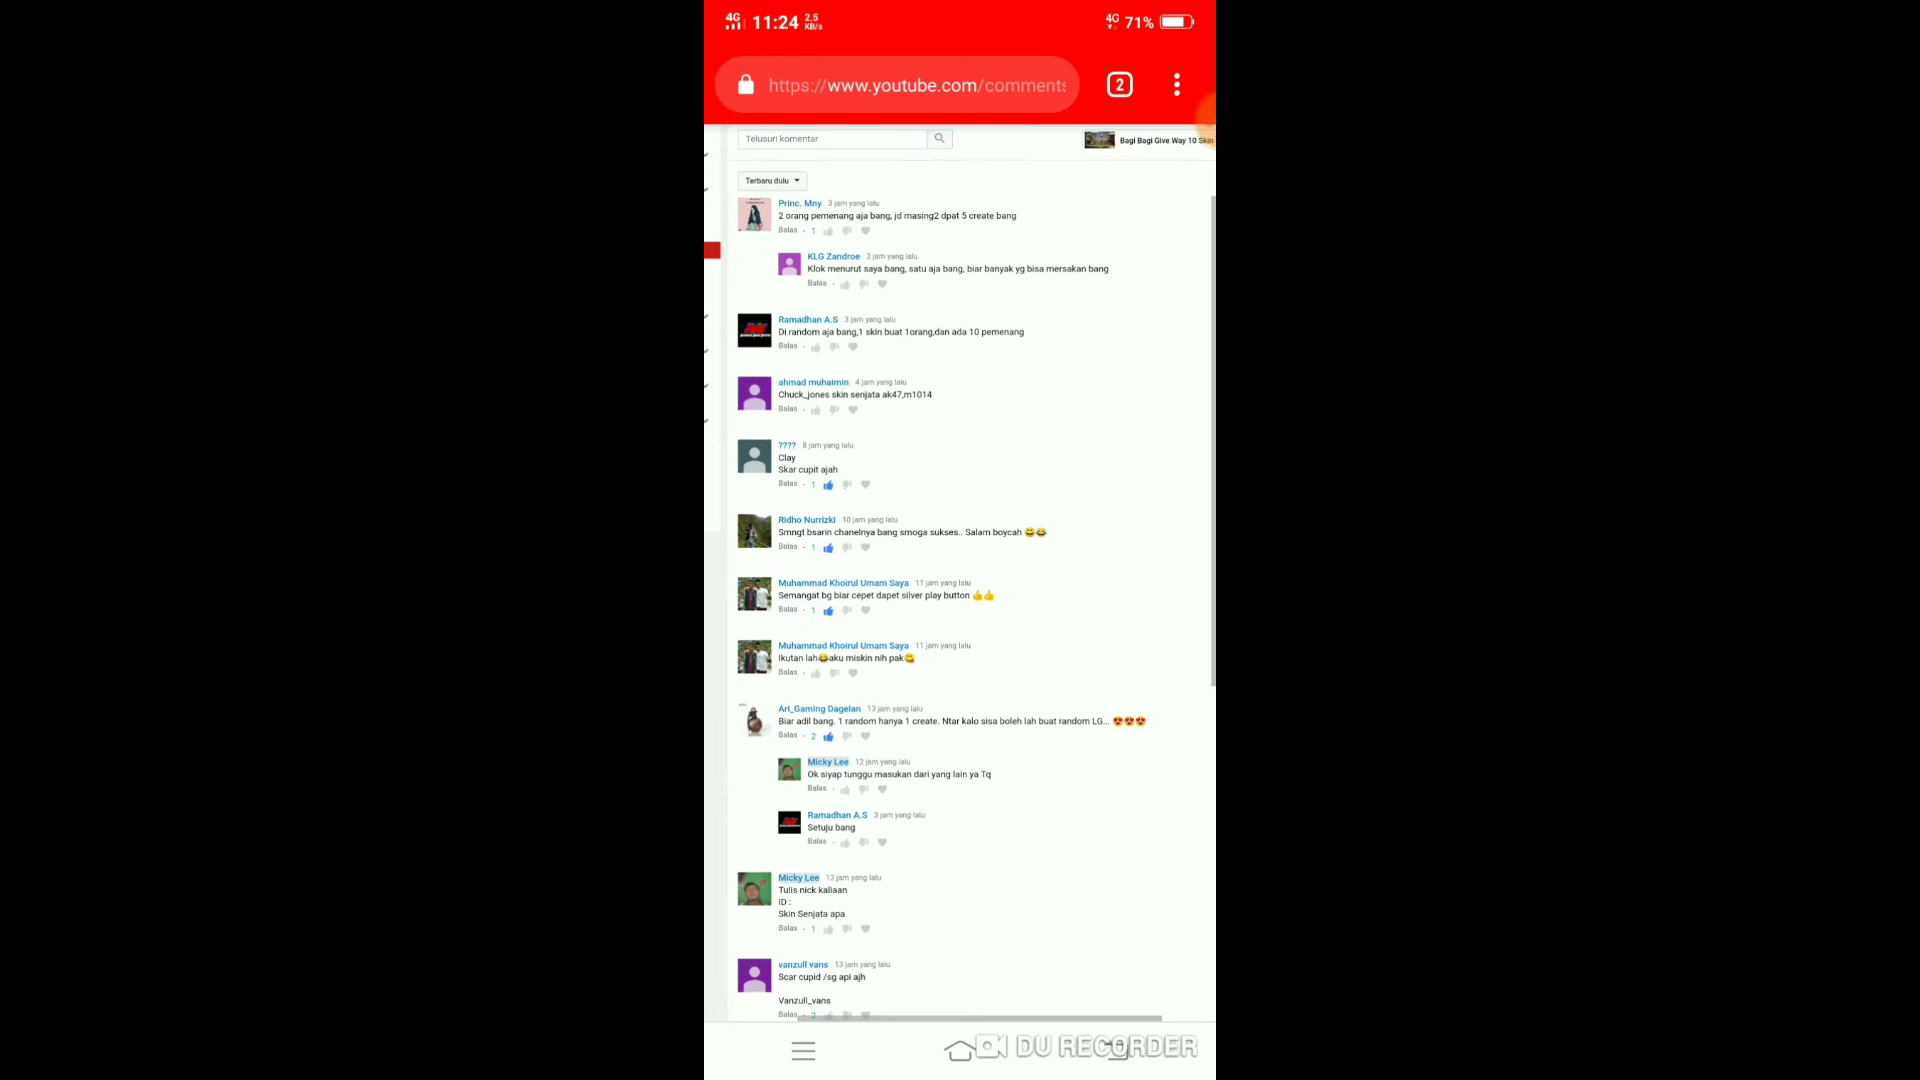 4G 11:24 2,5 KB/s 4G 71%
https://www.youtube.com/comments 2
Telusuri komentar
Bagi Bagi Give Way 10 Skin
Terbaru dulu
Princ. Mny 3 jam yang lalu
2 orang pemenang aja bang, jd masing2 dpat 5 create bang
Balas · 1
KLG Zandroe 2 jam yang lalu
Klok menurut saya bang, satu aja bang, biar banyak yg bisa mersakan bang
Balas ·
Ramadhan A.S 3 jam yang lalu
Di random aja bang,1 skin buat 1orang,dan ada 10 pemenang
Balas ·
ahmad muhaimin 4 jam yang lalu
Chuck_jones skin senjata ak47,m1014
Balas ·
???? 8 jam yang lalu
Clay
Skar cupit ajah
Balas · 1
Ridho Nurrizki 10 jam yang lalu
Smngt bsarin chanelnya bang smoga sukses.. Salam boycah 😀😂
Balas · 1
Muhammad Khoirul Umam Saya 11 jam yang lalu
Semangat bg biar cepet dapet silver play button 👍👍
Balas · 1
Muhammad Khoirul Umam Saya 11 jam yang lalu
Ikutan lah😂aku miskin nih pak😋
Balas ·
Ari_Gaming Dagelan 13 jam yang lalu
Biar adil bang. 1 random hanya 1 create. Ntar kalo sisa boleh lah buat random LG... 😍😍😍
Balas · 2
Micky Lee 12 jam yang lalu
Ok siyap tunggu masukan dari yang lain ya Tq
Balas ·
Ramadhan A.S 3 jam yang lalu
Setuju bang
Balas ·
Micky Lee 13 jam yang lalu
Tulis nick kaliaan
ID :
Skin Senjata apa
Balas · 1
vanzull vans 13 jam yang lalu
Scar cupid /sg api ajh
Vanzull_vans
Balas · 2
DU RECORDER